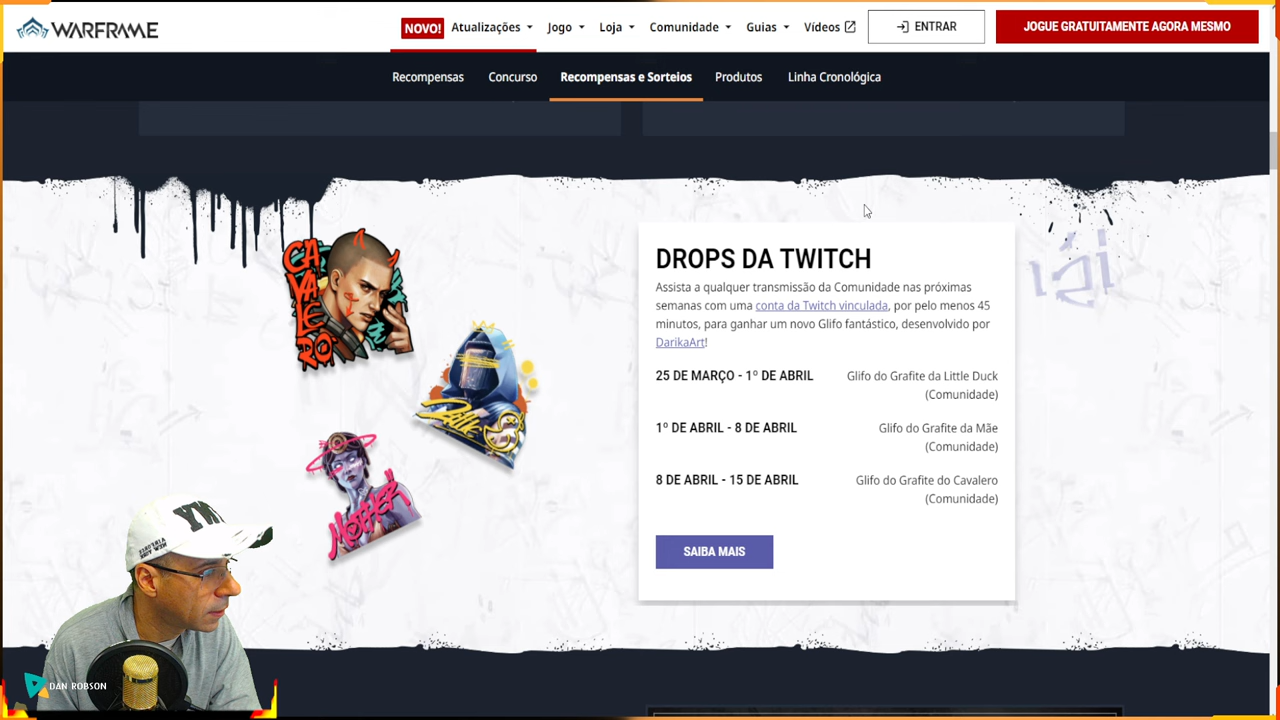 WARFRAME
NOVO! Atualizações Jogo Loja Comunidade Guias Vídeos ENTRAR JOGUE GRATUITAMENTE AGORA MESMO
Recompensas Concurso Recompensas e Sorteios Produtos Linha Cronológica
CAVALERO
MOTHER
DROPS DA TWITCH
Assista a qualquer transmissão da Comunidade nas próximas
semanas com uma conta da Twitch vinculada, por pelo menos 45
minutos, para ganhar um novo Glifo fantástico, desenvolvido por
DarikaArt!
25 DE MARÇO - 1º DE ABRIL Glifo do Grafite da Little Duck
(Comunidade)
1º DE ABRIL - 8 DE ABRIL Glifo do Grafite da Mãe
(Comunidade)
8 DE ABRIL - 15 DE ABRIL Glifo do Grafite do Cavalero
(Comunidade)
SAIBA MAIS
DAN ROBSON